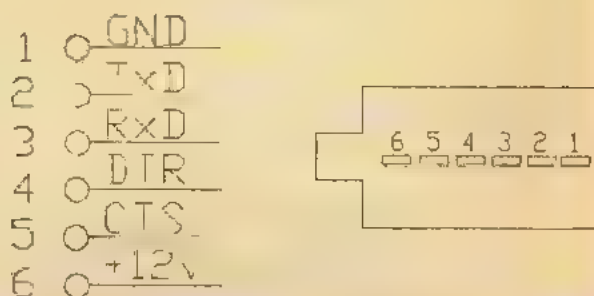 1 GND
2 TxD
3 RxD
4 DTR
5 CTS
6 +12v
6 5 4 3 2 1